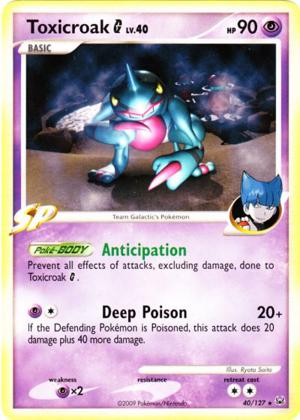 Toxicroak G LV.40 HP 90
BASIC
Team Galactic's Pokémon
SP
Poké-BODY Anticipation
Prevent all effects of attacks, excluding damage, done to
Toxicroak G.
Deep Poison 20+
If the Defending Pokémon is Poisoned, this attack does 20
damage plus 40 more damage.
Illus. Ryota Saito
weakness resistance retreat cost
×2
©2009 Pokémon/Nintendo 40/127 ★